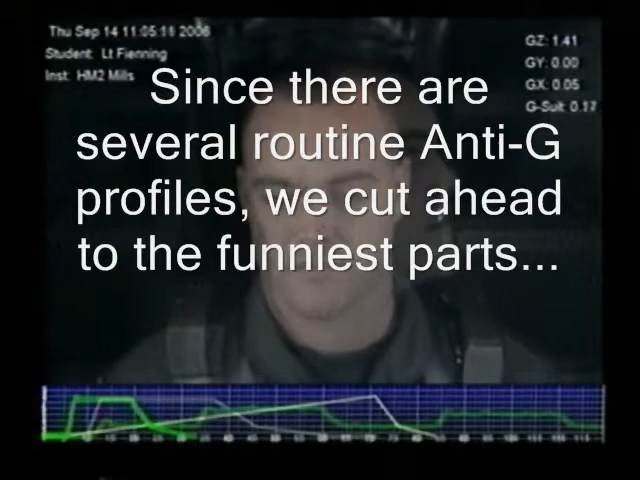 Thu Sep 14 11:05:18 2006
Student: Lt Fienning
Inst: HM2 Mills
GZ: 1.41
GY: 0.00
GX: 0.05
G-Suit: 0.17
Since there are
several routine Anti-G
profiles, we cut ahead
to the funniest parts...